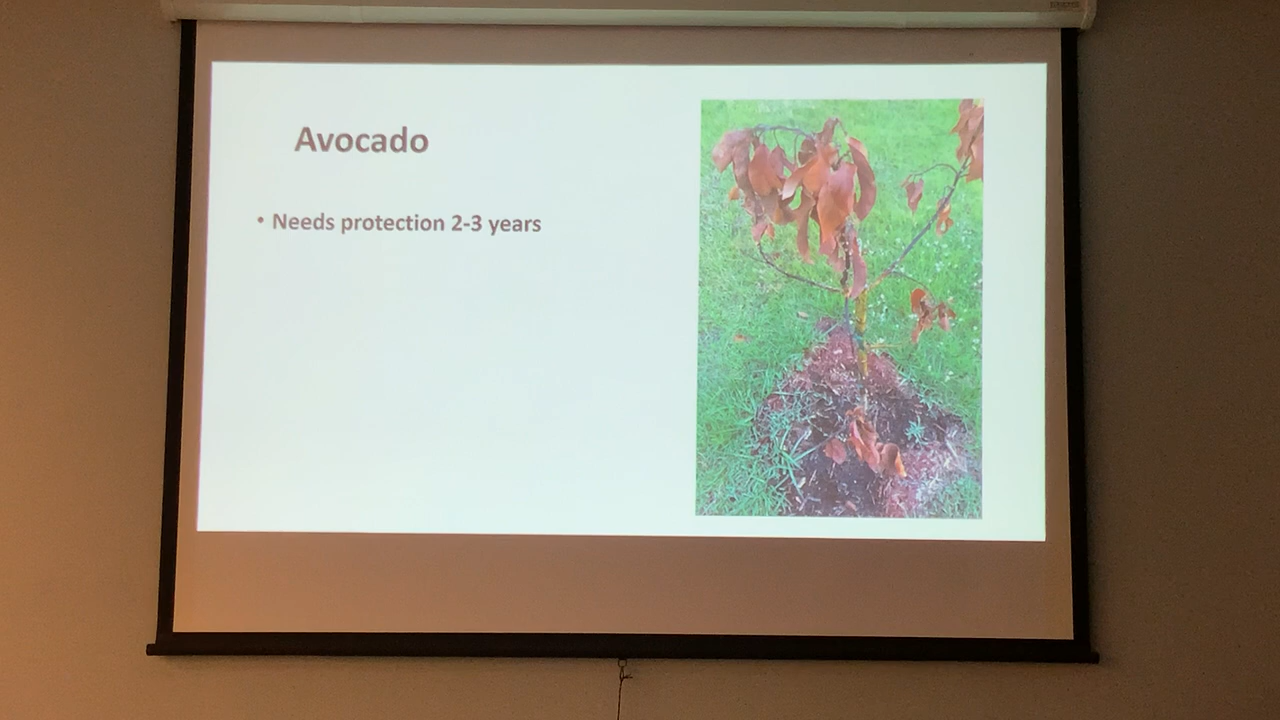 Avocado
• Needs protection 2-3 years